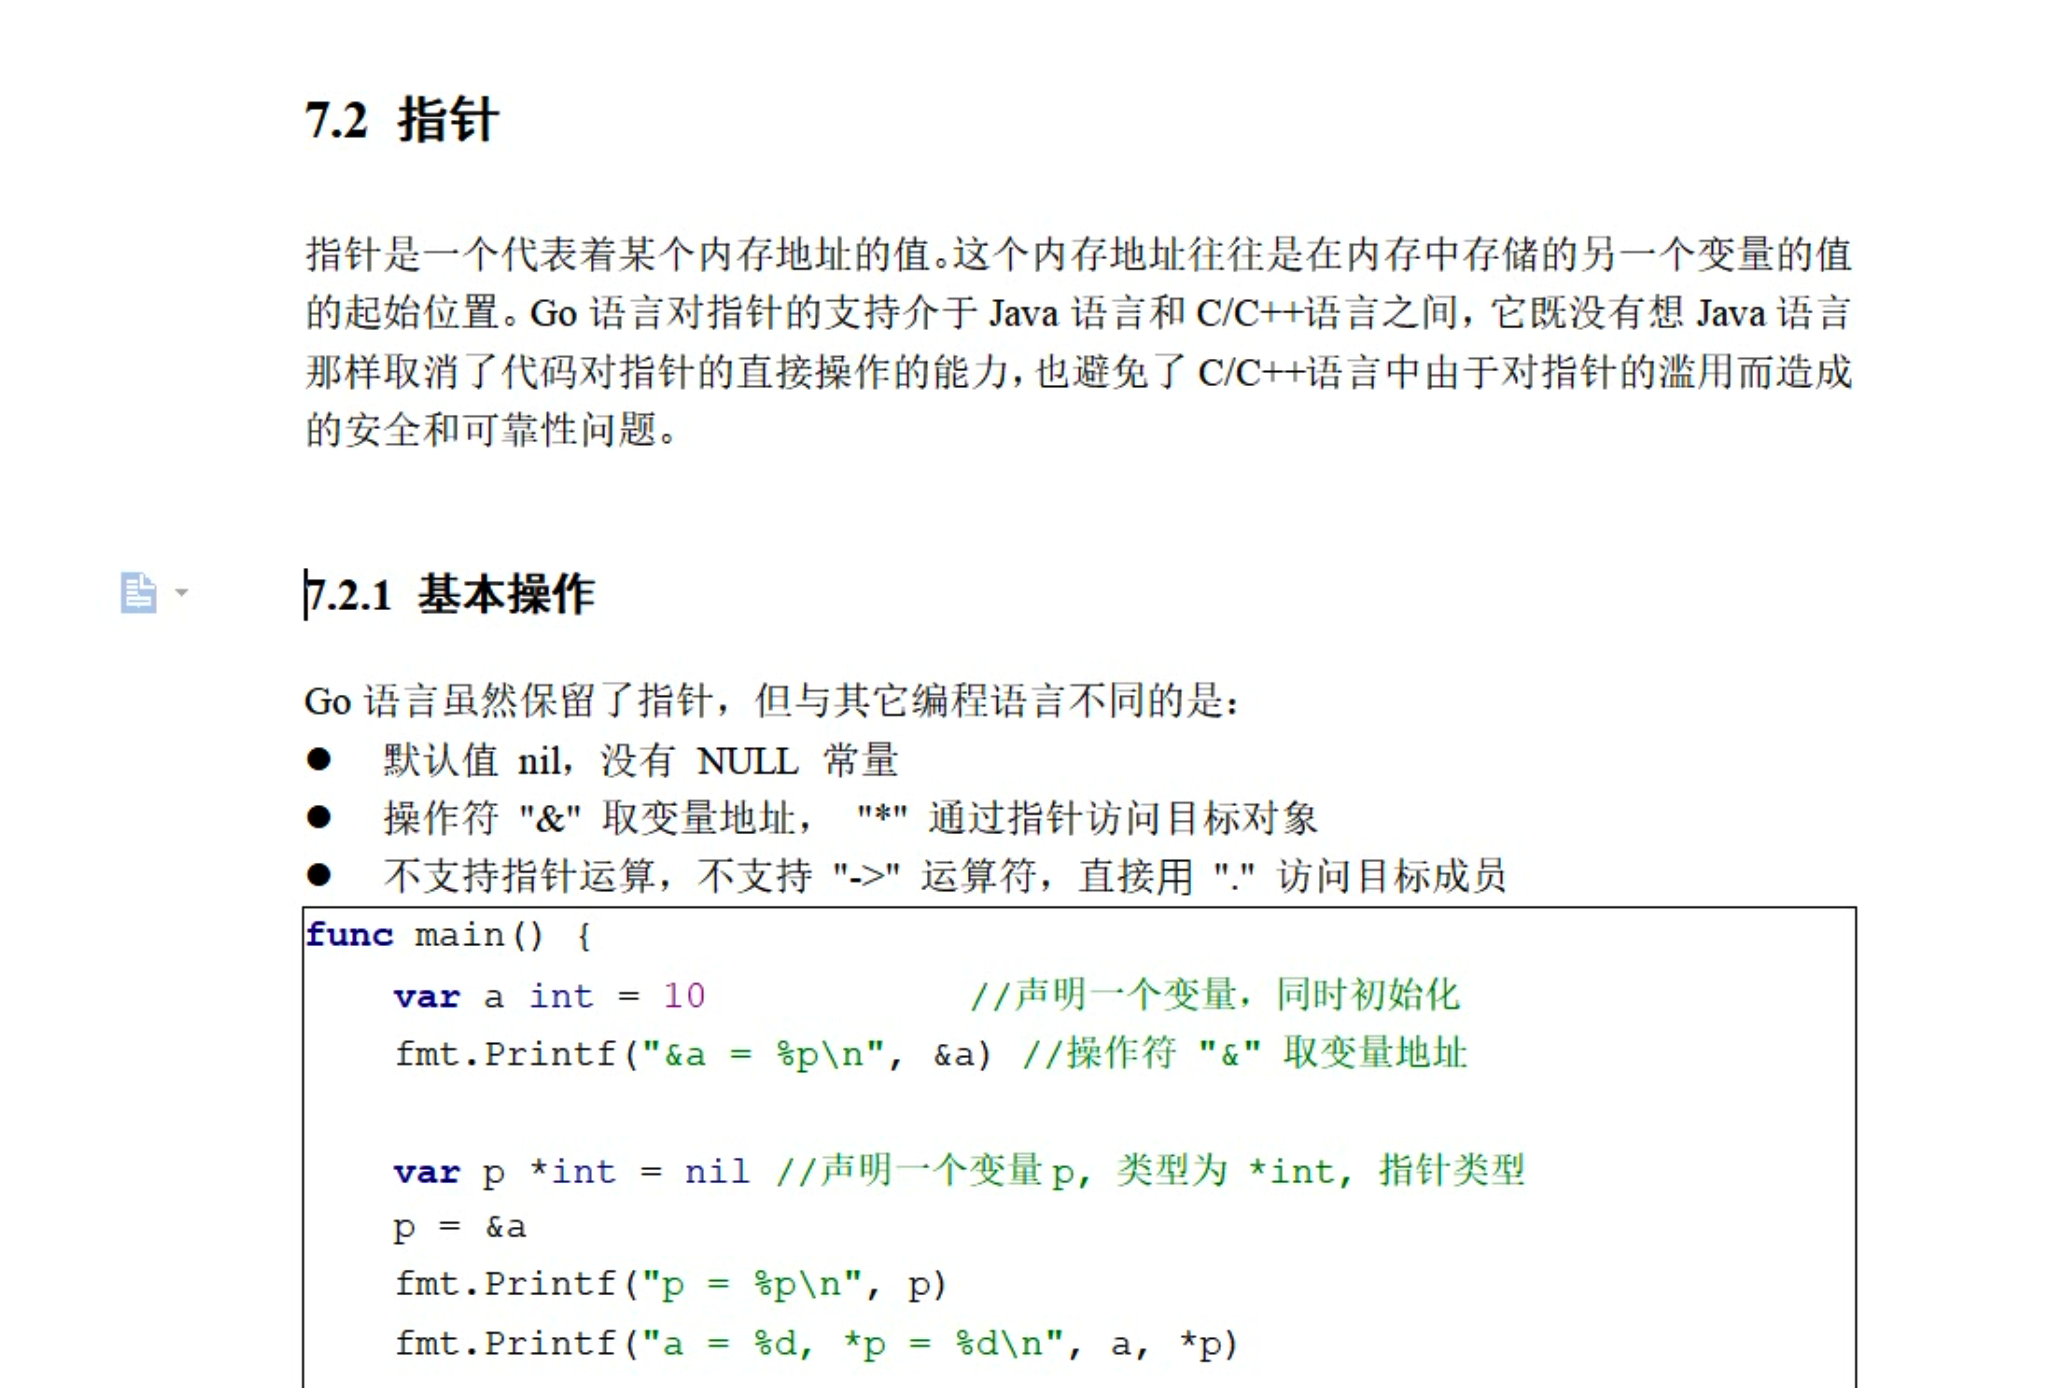 7.2 指针
指针是一个代表着某个内存地址的值。这个内存地址往往是在内存中存储的另一个变量的值
的起始位置。Go 语言对指针的支持介于 Java 语言和 C/C++语言之间，它既没有想 Java 语言
那样取消了代码对指针的直接操作的能力，也避免了 C/C++语言中由于对指针的滥用而造成
的安全和可靠性问题。
7.2.1 基本操作
Go 语言虽然保留了指针，但与其它编程语言不同的是：
● 默认值 nil，没有 NULL 常量
● 操作符 "&" 取变量地址， "*" 通过指针访问目标对象
● 不支持指针运算，不支持 "->" 运算符，直接用 "." 访问目标成员
func main() {
    var a int = 10            //声明一个变量，同时初始化
    fmt.Printf("&a = %p\n", &a) //操作符 "&" 取变量地址
    var p *int = nil //声明一个变量p, 类型为 *int, 指针类型
    p = &a
    fmt.Printf("p = %p\n", p)
    fmt.Printf("a = %d, *p = %d\n", a, *p)